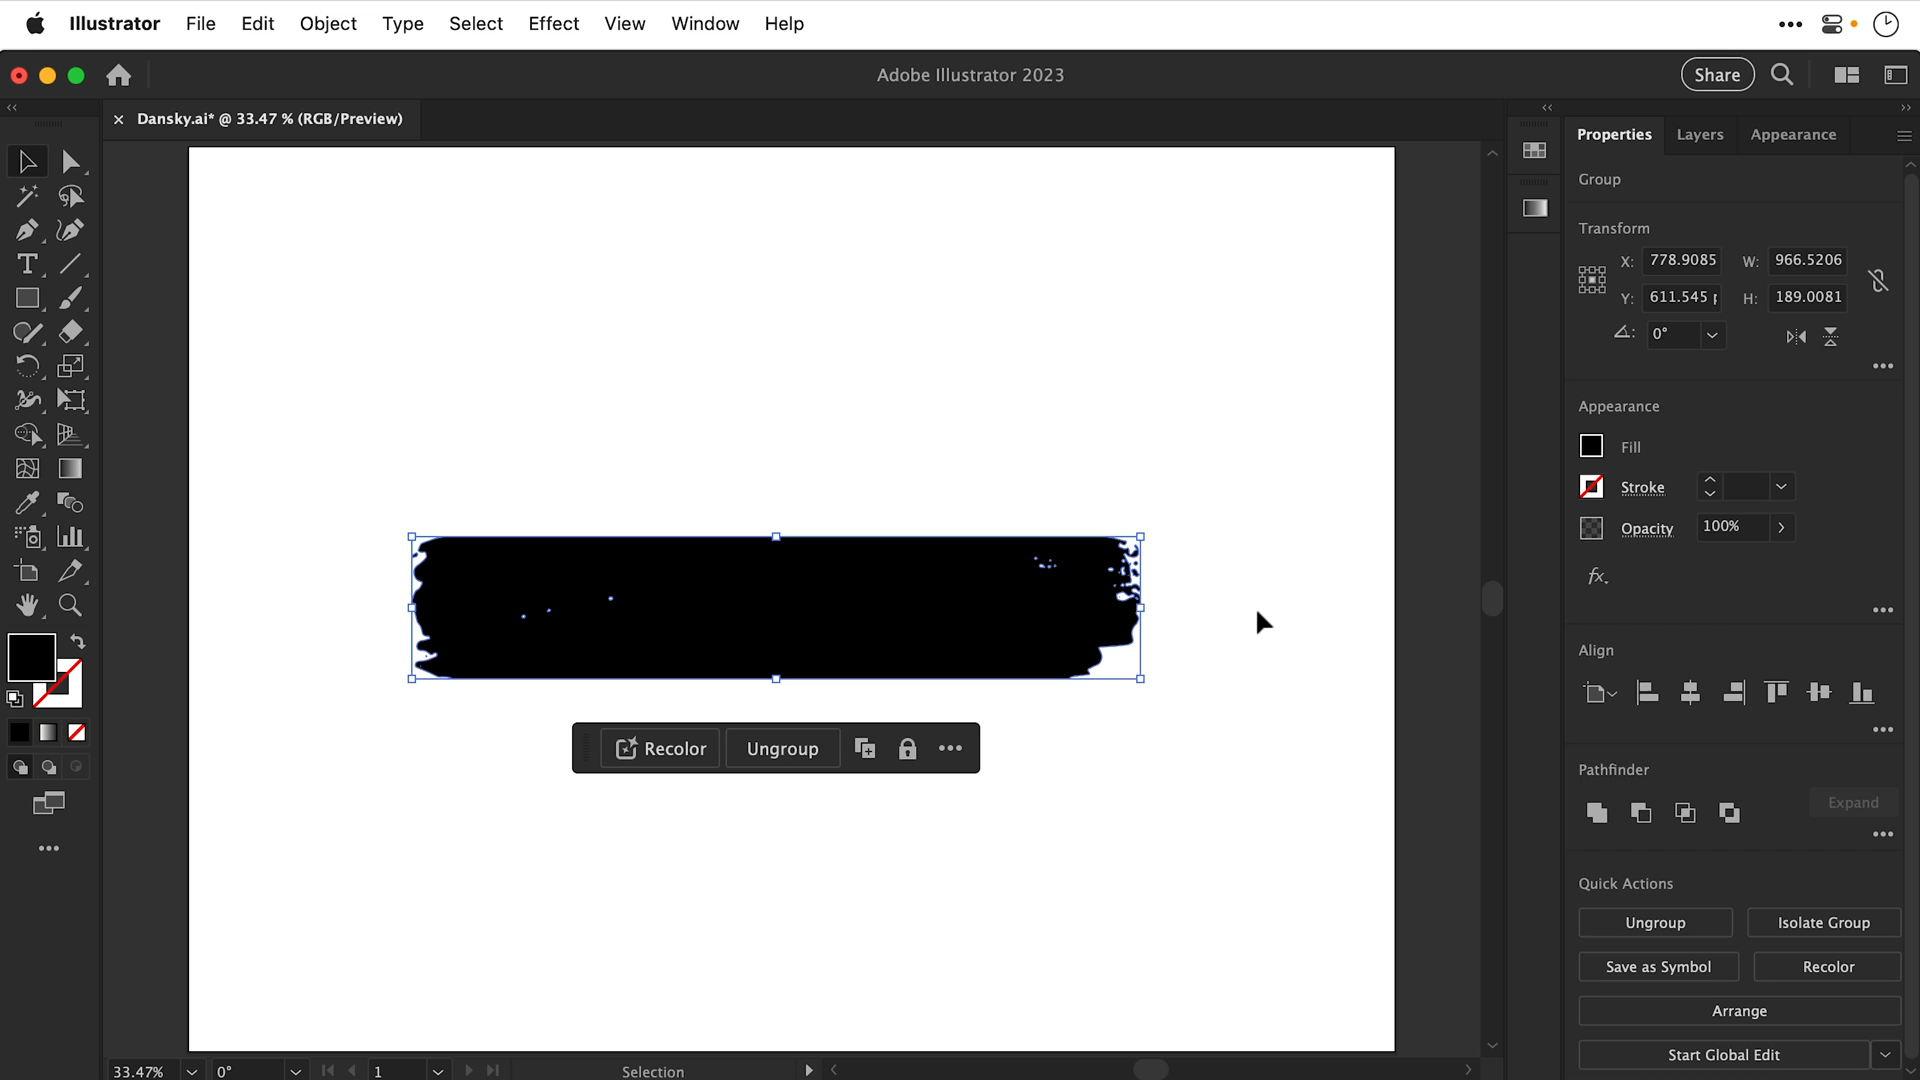 Illustrator File Edit Object Type Select Effect View Window Help
Adobe Illustrator 2023
Share
Dansky.ai* @ 33.47 % (RGB/Preview)
Properties Layers Appearance
Group
Transform
X: 778.9085 W: 966.5206
Y: 611.545 p H: 189.0081
0°
Appearance
Fill
Stroke
Opacity 100%
fx.
Align
Recolor Ungroup
Pathfinder
Expand
Quick Actions
Ungroup Isolate Group
Save as Symbol Recolor
Arrange
Start Global Edit
33.47% 0° 1 Selection